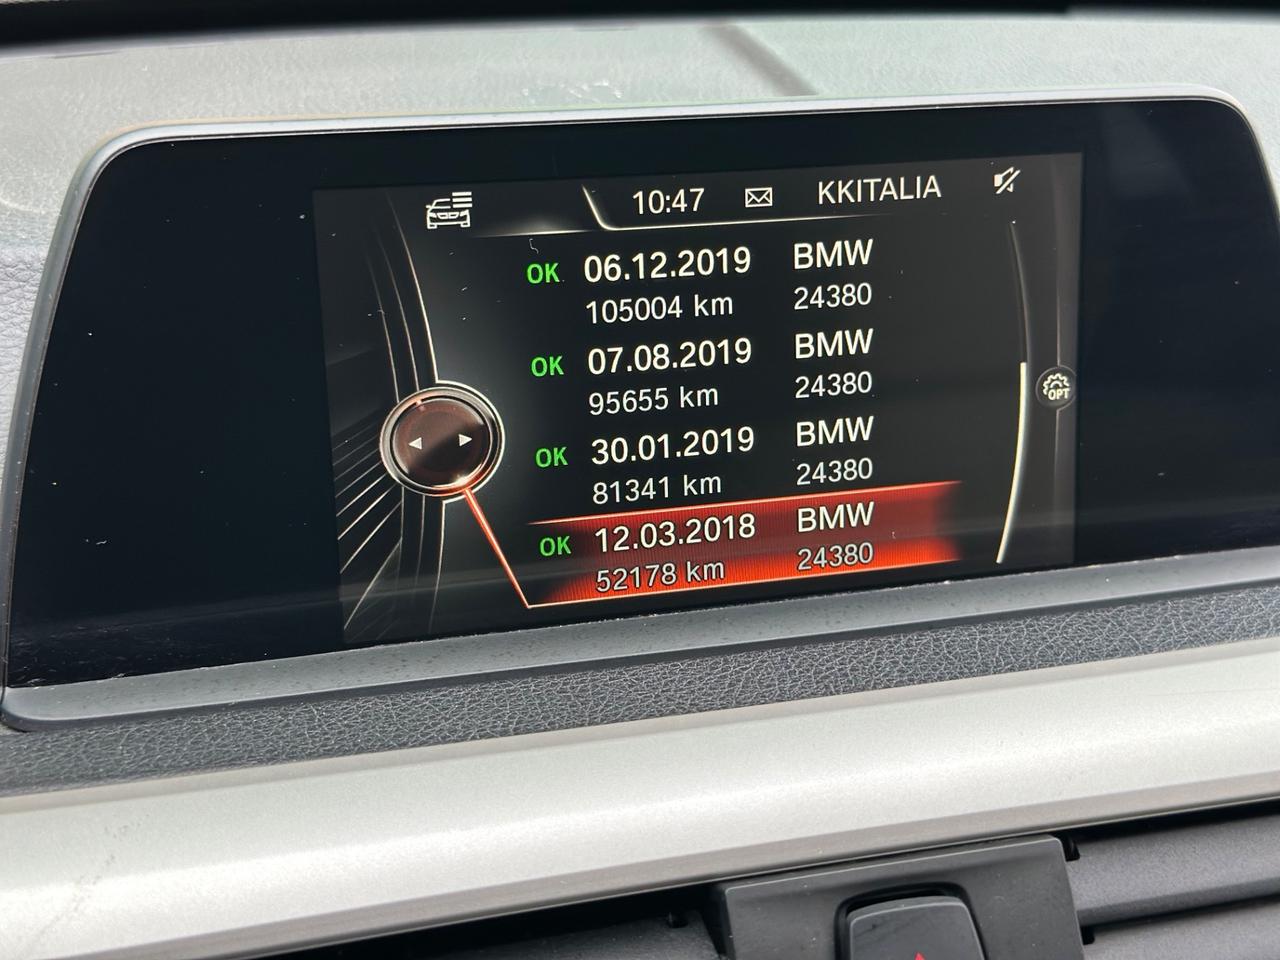 10:47 KKITALIA
OK 06.12.2019 BMW
105004 km 24380
OK 07.08.2019 BMW
95655 km 24380
OPT
OK 30.01.2019 BMW
81341 km 24380
OK 12.03.2018 BMW
52178 km 24380